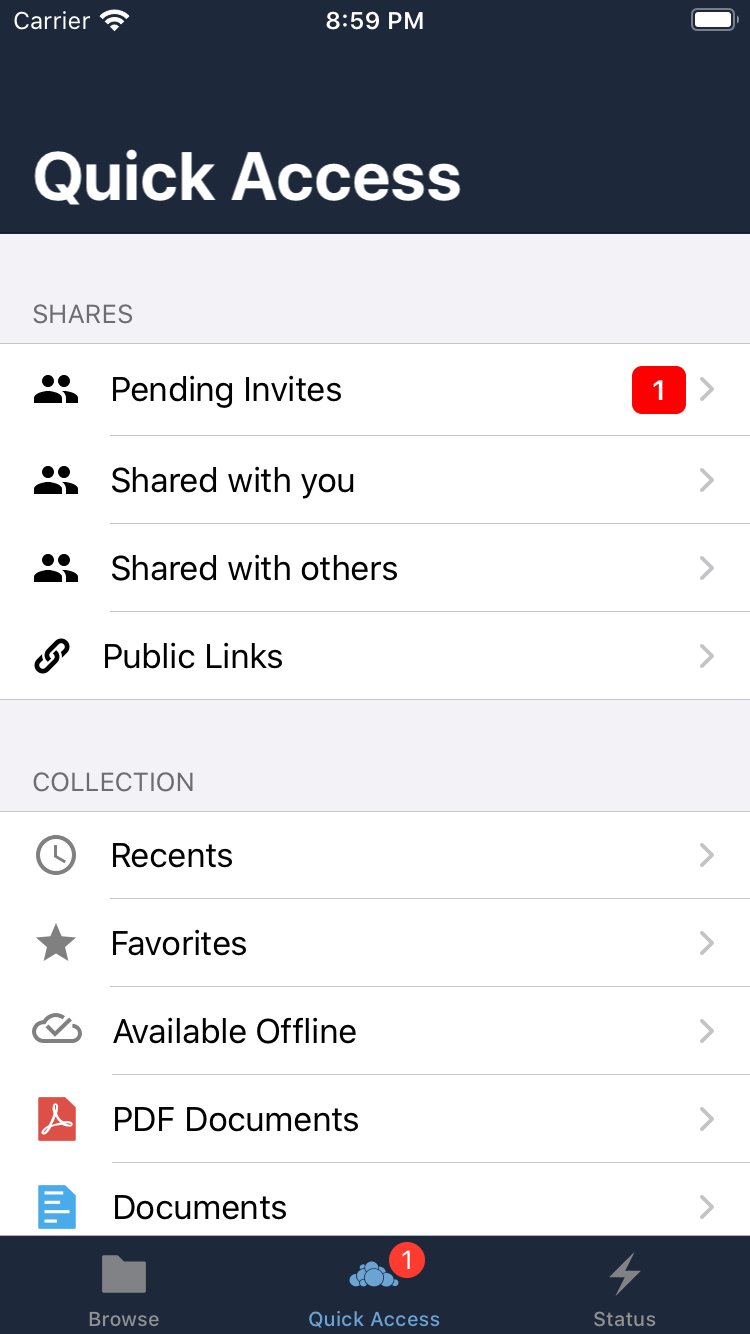 Carrier 8:59 PM
Quick Access
SHARES
Pending Invites 1
Shared with you
Shared with others
Public Links
COLLECTION
Recents
Favorites
Available Offline
PDF Documents
Documents
1
Browse Quick Access Status